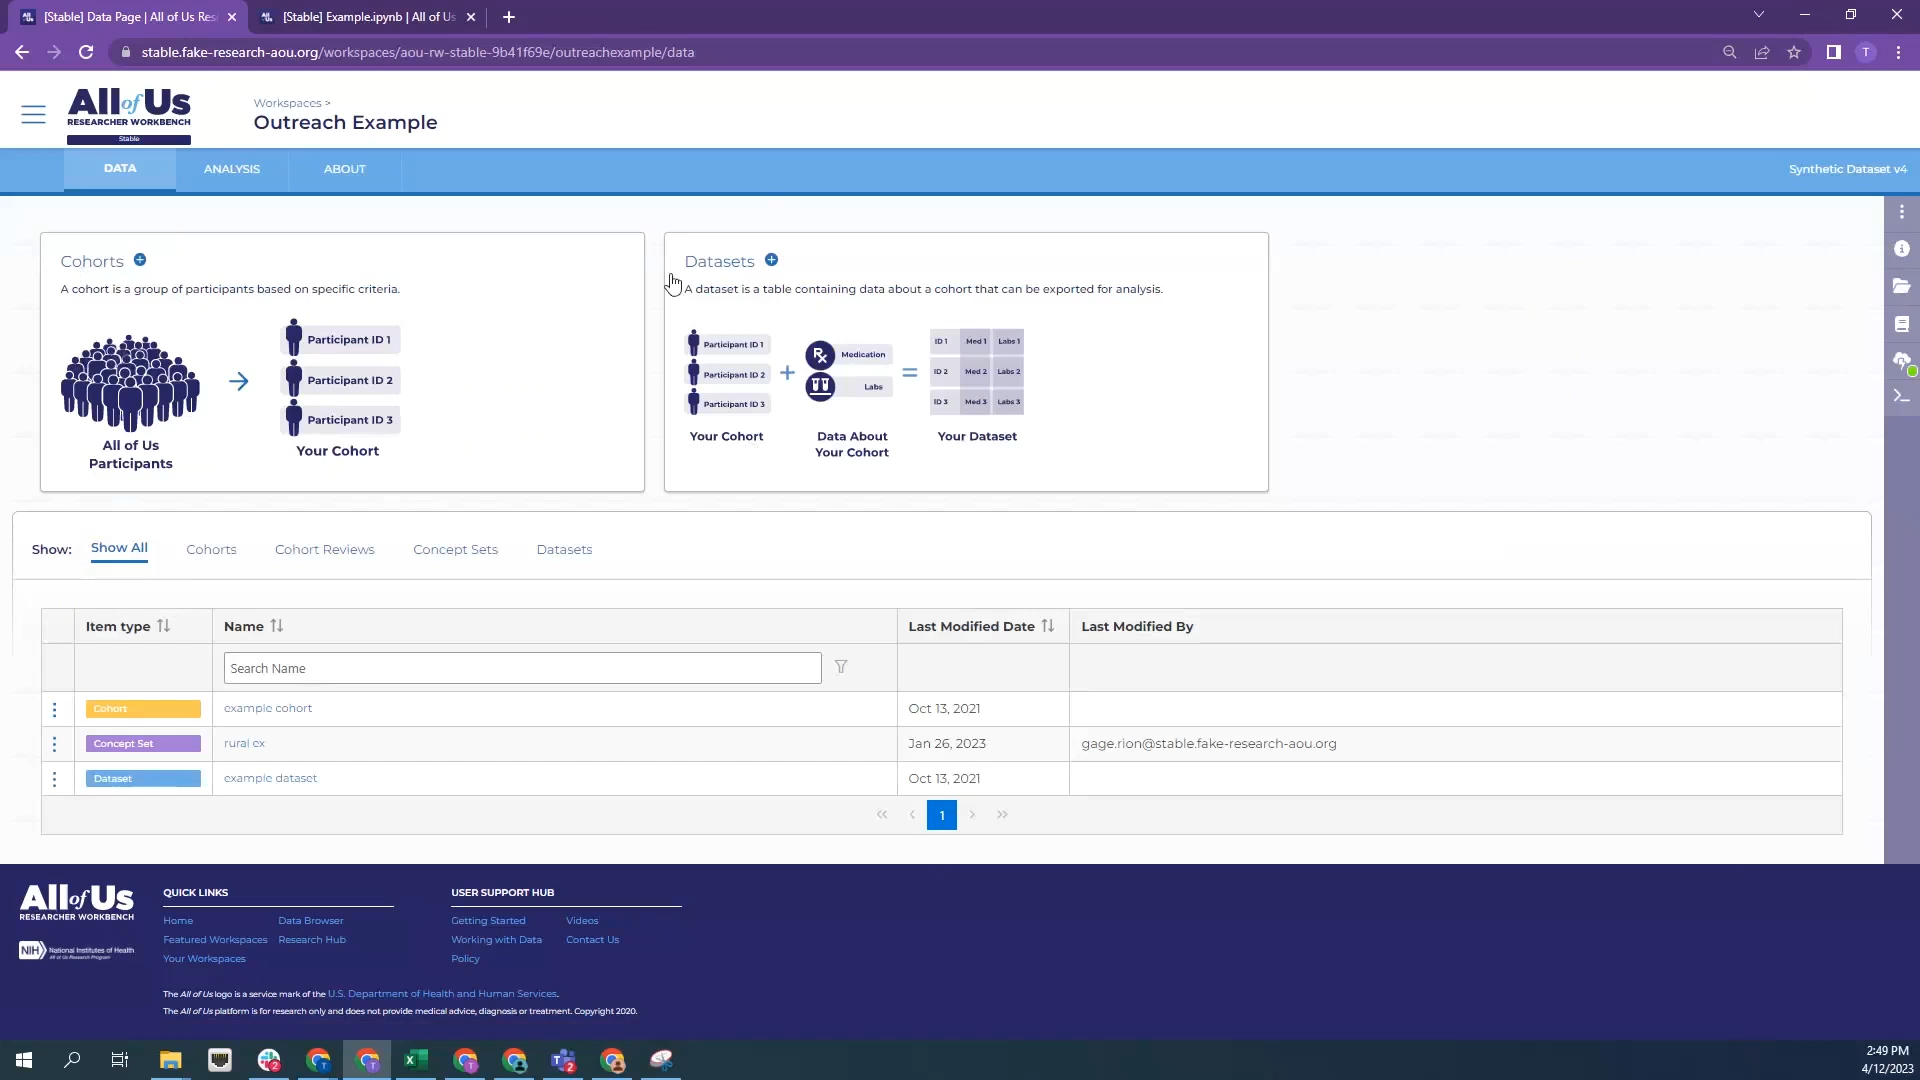 [Stable] Data Page | All of Us Res
[Stable] Example.ipynb | All of Us
stable.fake-research-aou.org/workspaces/aou-rw-stable-9b41f69e/outreachexample/data
T
All of Us
RESEARCHER WORKBENCH
Stable
Workspaces >
Outreach Example
DATA
ANALYSIS
ABOUT
Synthetic Dataset v4
Cohorts
A cohort is a group of participants based on specific criteria.
Participant ID 1
Participant ID 2
Participant ID 3
All of Us
Participants
Your Cohort
Datasets
A dataset is a table containing data about a cohort that can be exported for analysis.
Participant ID 1
Participant ID 2
Participant ID 3
+
Rx
Medication
Labs
=
ID 1 Med 1 Labs 1
ID 2 Med 2 Labs 2
ID 3 Med 3 Labs 3
Your Cohort
Data About
Your Cohort
Your Dataset
Show: Show All Cohorts Cohort Reviews Concept Sets Datasets
Item type Name Last Modified Date Last Modified By
Search Name
Cohort example cohort Oct 13, 2021
Concept Set rural ex Jan 26, 2023 gage.rion@stable.fake-research-aou.org
Dataset example dataset Oct 13, 2021
1
All of Us
RESEARCHER WORKBENCH
NIH National Institutes of Health
All of Us Research Program
QUICK LINKS
Home
Data Browser
Featured Workspaces
Research Hub
Your Workspaces
USER SUPPORT HUB
Getting Started
Videos
Working with Data
Contact Us
Policy
The All of Us logo is a service mark of the U.S. Department of Health and Human Services.
The All of Us platform is for research only and does not provide medical advice, diagnosis or treatment. Copyright 2020.
2:49 PM
4/12/2023